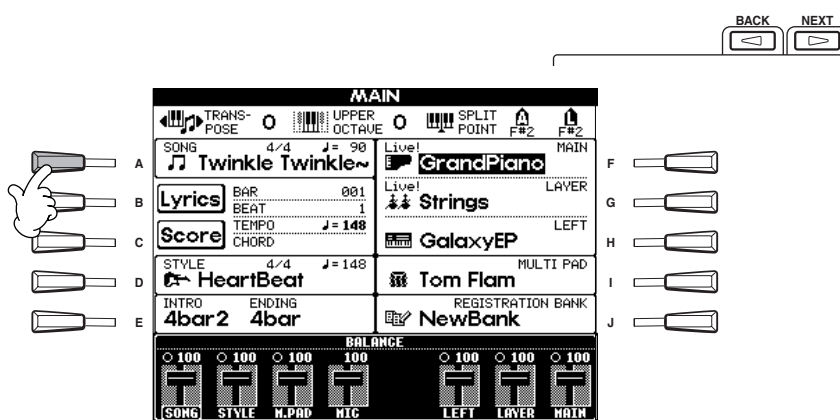 BACK NEXT
MAIN
TRANS-
POSE 0 UPPER
OCTAVE 0 SPLIT
POINT A
F#2 L
F#2
SONG 4/4 ♩= 90
Twinkle Twinkle~
Live! MAIN
GrandPiano
A F
Lyrics BAR 001
BEAT 1
Live! LAYER
Strings
B G
Score TEMPO ♩=148
CHORD
LEFT
GalaxyEP
C H
STYLE 4/4 ♩=148
HeartBeat
MULTI PAD
Tom Flam
D I
INTRO ENDING
4bar2 4bar
REGISTRATION BANK
NewBank
E J
BALANCE
100 100 100 100 100 100 100
SONG STYLE M.PAD MIC LEFT LAYER MAIN